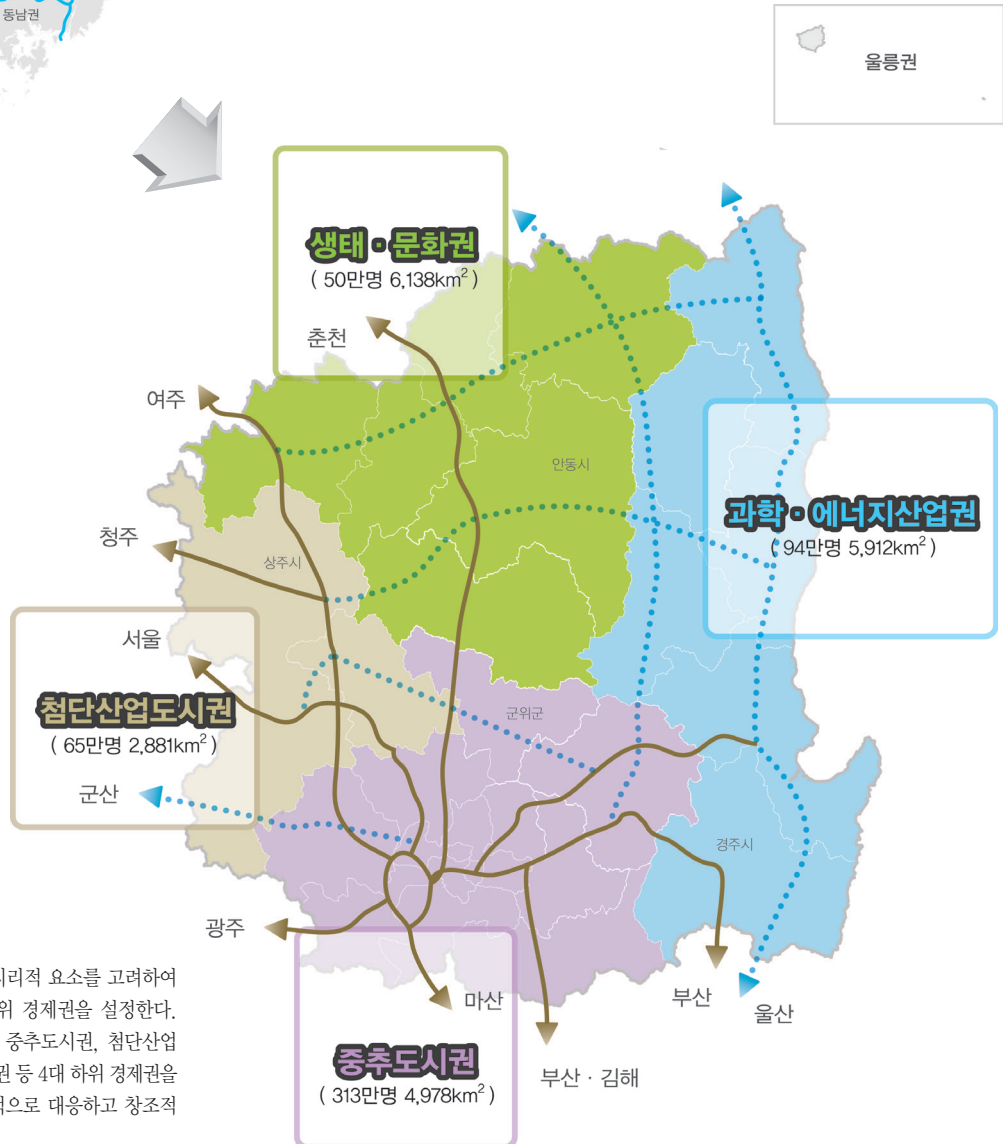 동남권
울릉권
생태·문화권
( 50만명 6,138km²)
춘천
여주
안동시
과학·에너지산업권
( 94만명 5,912km²)
청주
상주시
서울
첨단산업도시권
( 65만명 2,881km²)
군위군
군산
경주시
광주
리적 요소를 고려하여
위 경제권을 설정한다.
중추도시권, 첨단산업
권 등 4대 하위 경제권을
적으로 대응하고 창조적
마산
부산
울산
중추도시권
( 313만명 4,978km²)
부산·김해